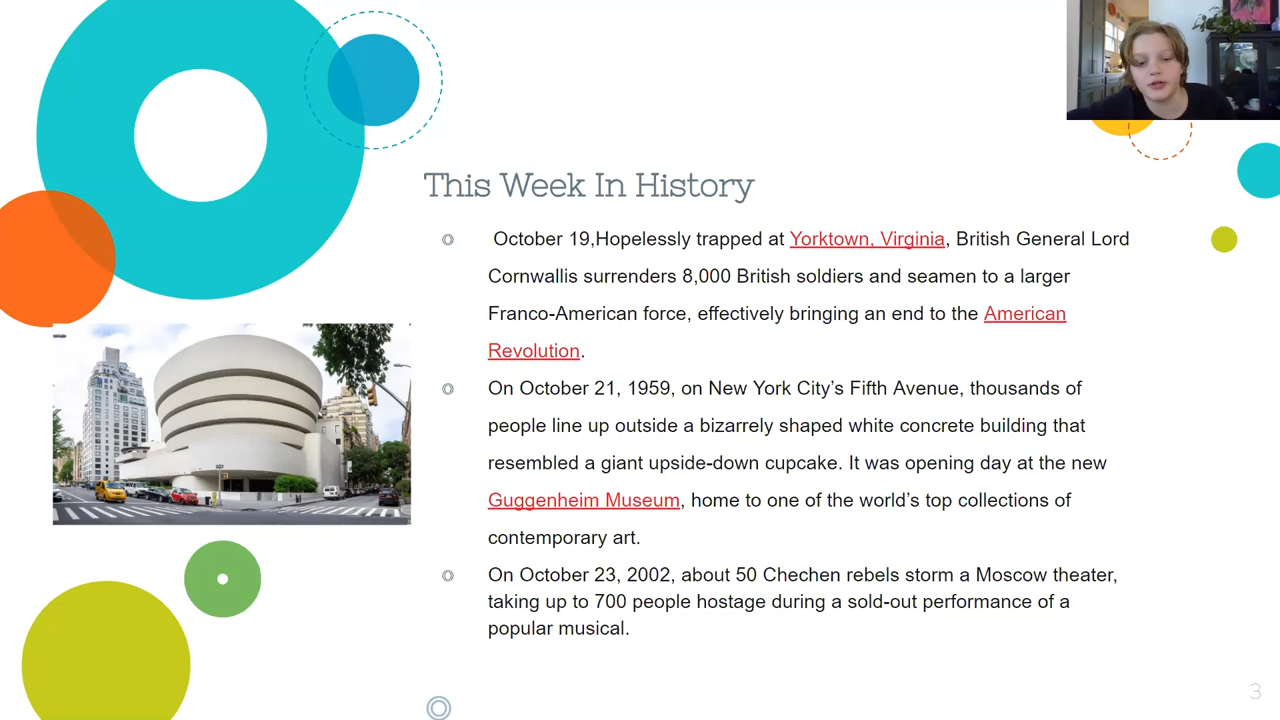 This Week In History
October 19,Hopelessly trapped at Yorktown, Virginia, British General Lord
Cornwallis surrenders 8,000 British soldiers and seamen to a larger
Franco-American force, effectively bringing an end to the American
Revolution.
On October 21, 1959, on New York City’s Fifth Avenue, thousands of
people line up outside a bizarrely shaped white concrete building that
resembled a giant upside-down cupcake. It was opening day at the new
Guggenheim Museum, home to one of the world’s top collections of
contemporary art.
On October 23, 2002, about 50 Chechen rebels storm a Moscow theater,
taking up to 700 people hostage during a sold-out performance of a
popular musical.
3